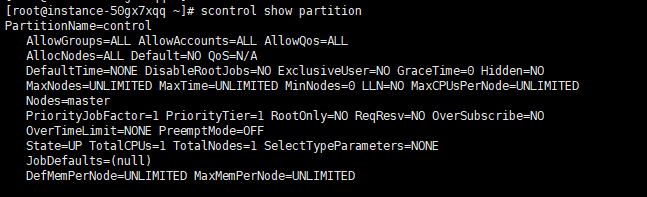 [root@instance-50gx7xqq ~]# scontrol show partition
PartitionName=control
AllowGroups=ALL AllowAccounts=ALL AllowQos=ALL
AllocNodes=ALL Default=NO QoS=N/A
DefaultTime=NONE DisableRootJobs=NO ExclusiveUser=NO GraceTime=0 Hidden=NO
MaxNodes=UNLIMITED MaxTime=UNLIMITED MinNodes=0 LLN=NO MaxCPUsPerNode=UNLIMITED
Nodes=master
PriorityJobFactor=1 PriorityTier=1 RootOnly=NO ReqResv=NO OverSubscribe=NO
OverTimeLimit=NONE PreemptMode=OFF
State=UP TotalCPUs=1 TotalNodes=1 SelectTypeParameters=NONE
JobDefaults=(null)
DefMemPerNode=UNLIMITED MaxMemPerNode=UNLIMITED